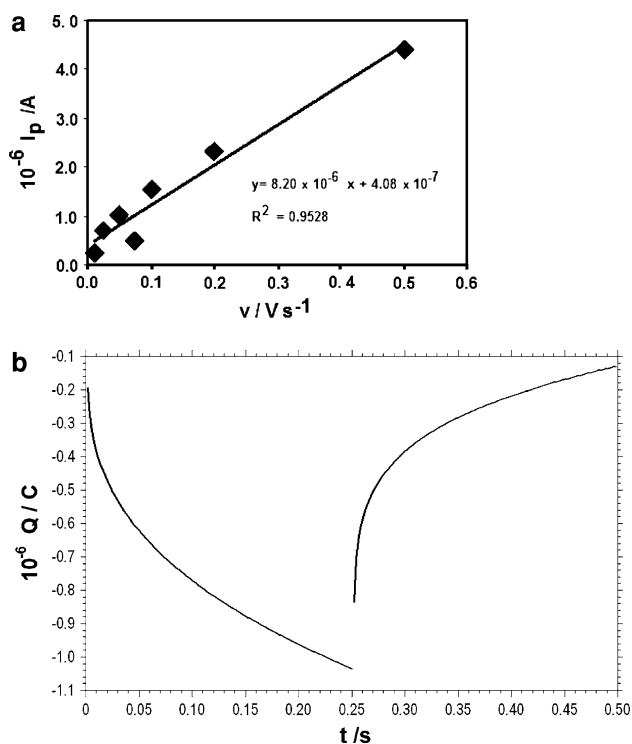 a
5.0
4.0
3.0
2.0
1.0
0.0
10⁻⁶ Iₚ /A
y= 8.20 x 10⁻⁶ x + 4.08 x 10⁻⁷
R² = 0.9528
0.0 0.1 0.2 0.3 0.4 0.5 0.6
v / V s⁻¹
b
-0.1
-0.2
-0.3
-0.4
-0.5
-0.6
-0.7
-0.8
-0.9
-1.0
-1.1
10⁻⁶ Q / C
0 0.05 0.10 0.15 0.20 0.25 0.30 0.35 0.40 0.45 0.50
t /s